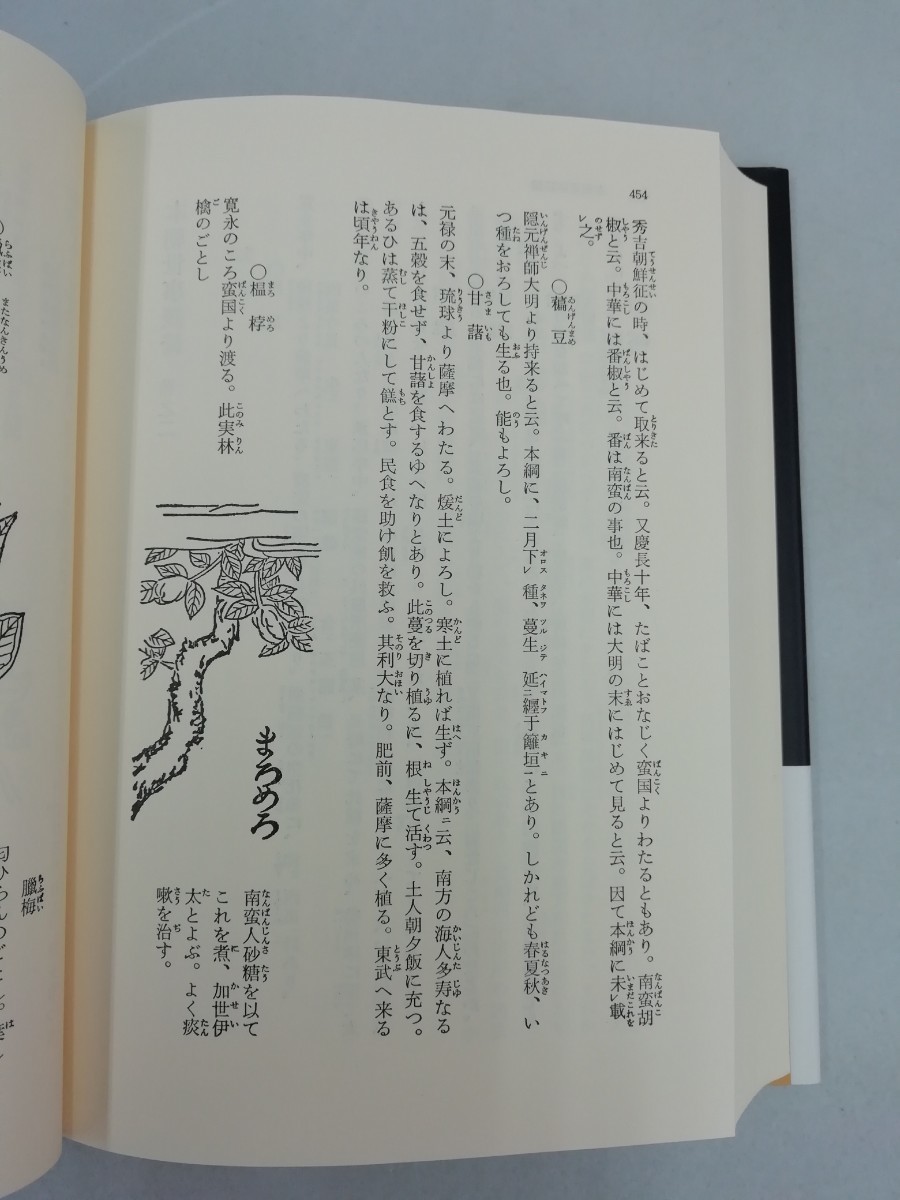 454
秀吉朝鮮征の時、はじめて取来ると云。又慶長十年、たばことおなじく蛮国よりわたるともあり。南蛮胡
椒と云。中華には番椒と云。番は南蛮の事也。中華には大明の末にはじめて見ると云。因て本綱に未レ載
レ之。
〇穭豆
隠元禅師大明より持来ると云。本綱に、二月下レ種、蔓生延ニ纏于籬垣一とあり。しかれども春夏秋、い
つ種をおろしても生る也。能もよろし。
〇甘藷
元禄の末、琉球より薩摩へわたる。煖土によろし。寒土に植れば生ず。本綱ニ云、南方の海人多寿なる
は、五穀を食せず、甘藷を食するゆへなりとあり。此蔓を切り植るに、根生て活す。土人朝夕飯に充つ。
あるひは蒸て干粉にして餻とす。民食を助け飢を救ふ。其利大なり。肥前、薩摩に多く植る。東武へ来る
は頃年なり。
〇榲桲
寛永のころ蛮国より渡る。此実林
檎のごとし
まろめろ
南蛮人砂糖を以て
これを煮、加世伊
太とよぶ。よく痰
嗽を治す。
またなんきんうめ
臘梅